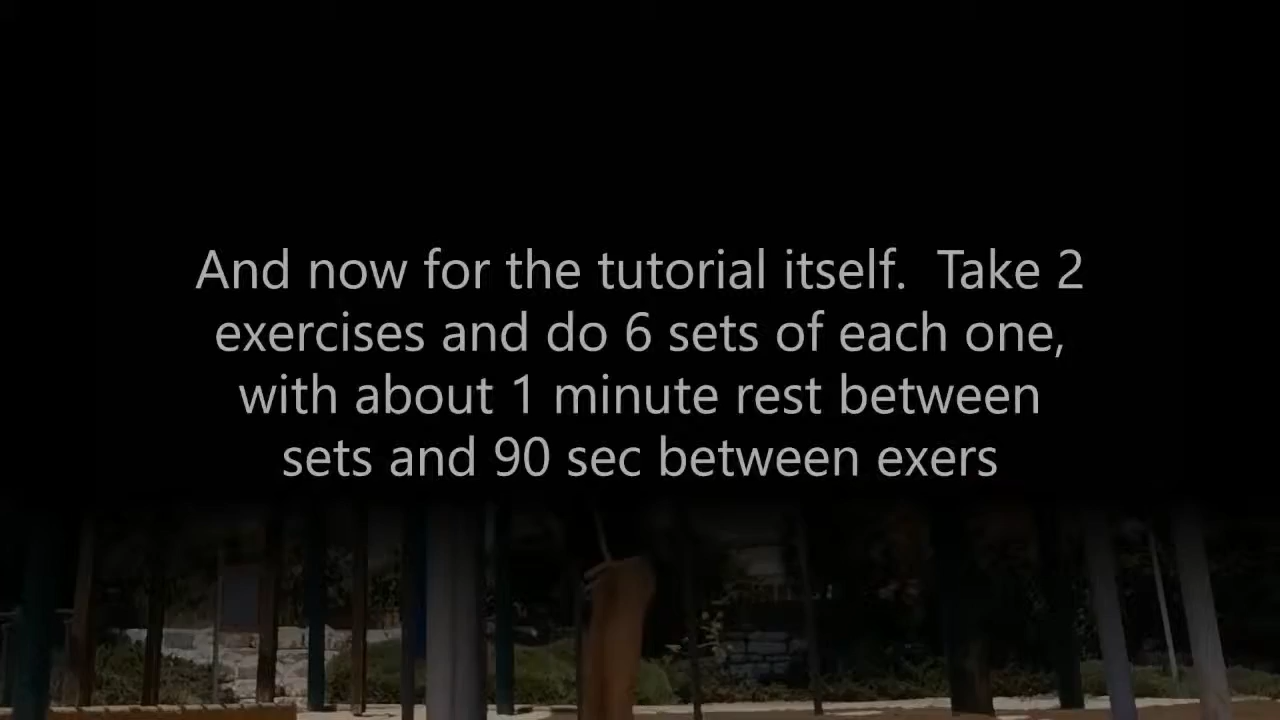 And now for the tutorial itself.  Take 2
exercises and do 6 sets of each one,
with about 1 minute rest between
sets and 90 sec between exers